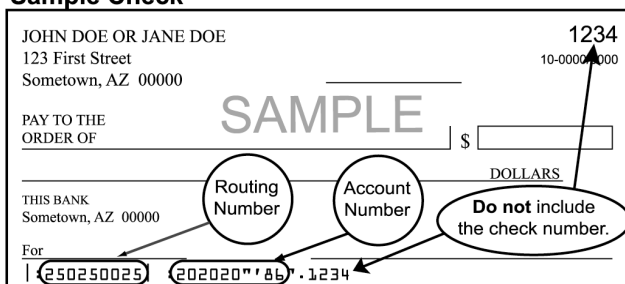 Sample Check
JOHN DOE OR JANE DOE
1234
123 First Street
10-0000/0000
Sometown, AZ 00000
SAMPLE
PAY TO THE
ORDER OF
$
DOLLARS
THIS BANK
Sometown, AZ 00000
Routing
Number
Account
Number
Do not include
the check number.
For
|:250250025| :202020"'86".1234